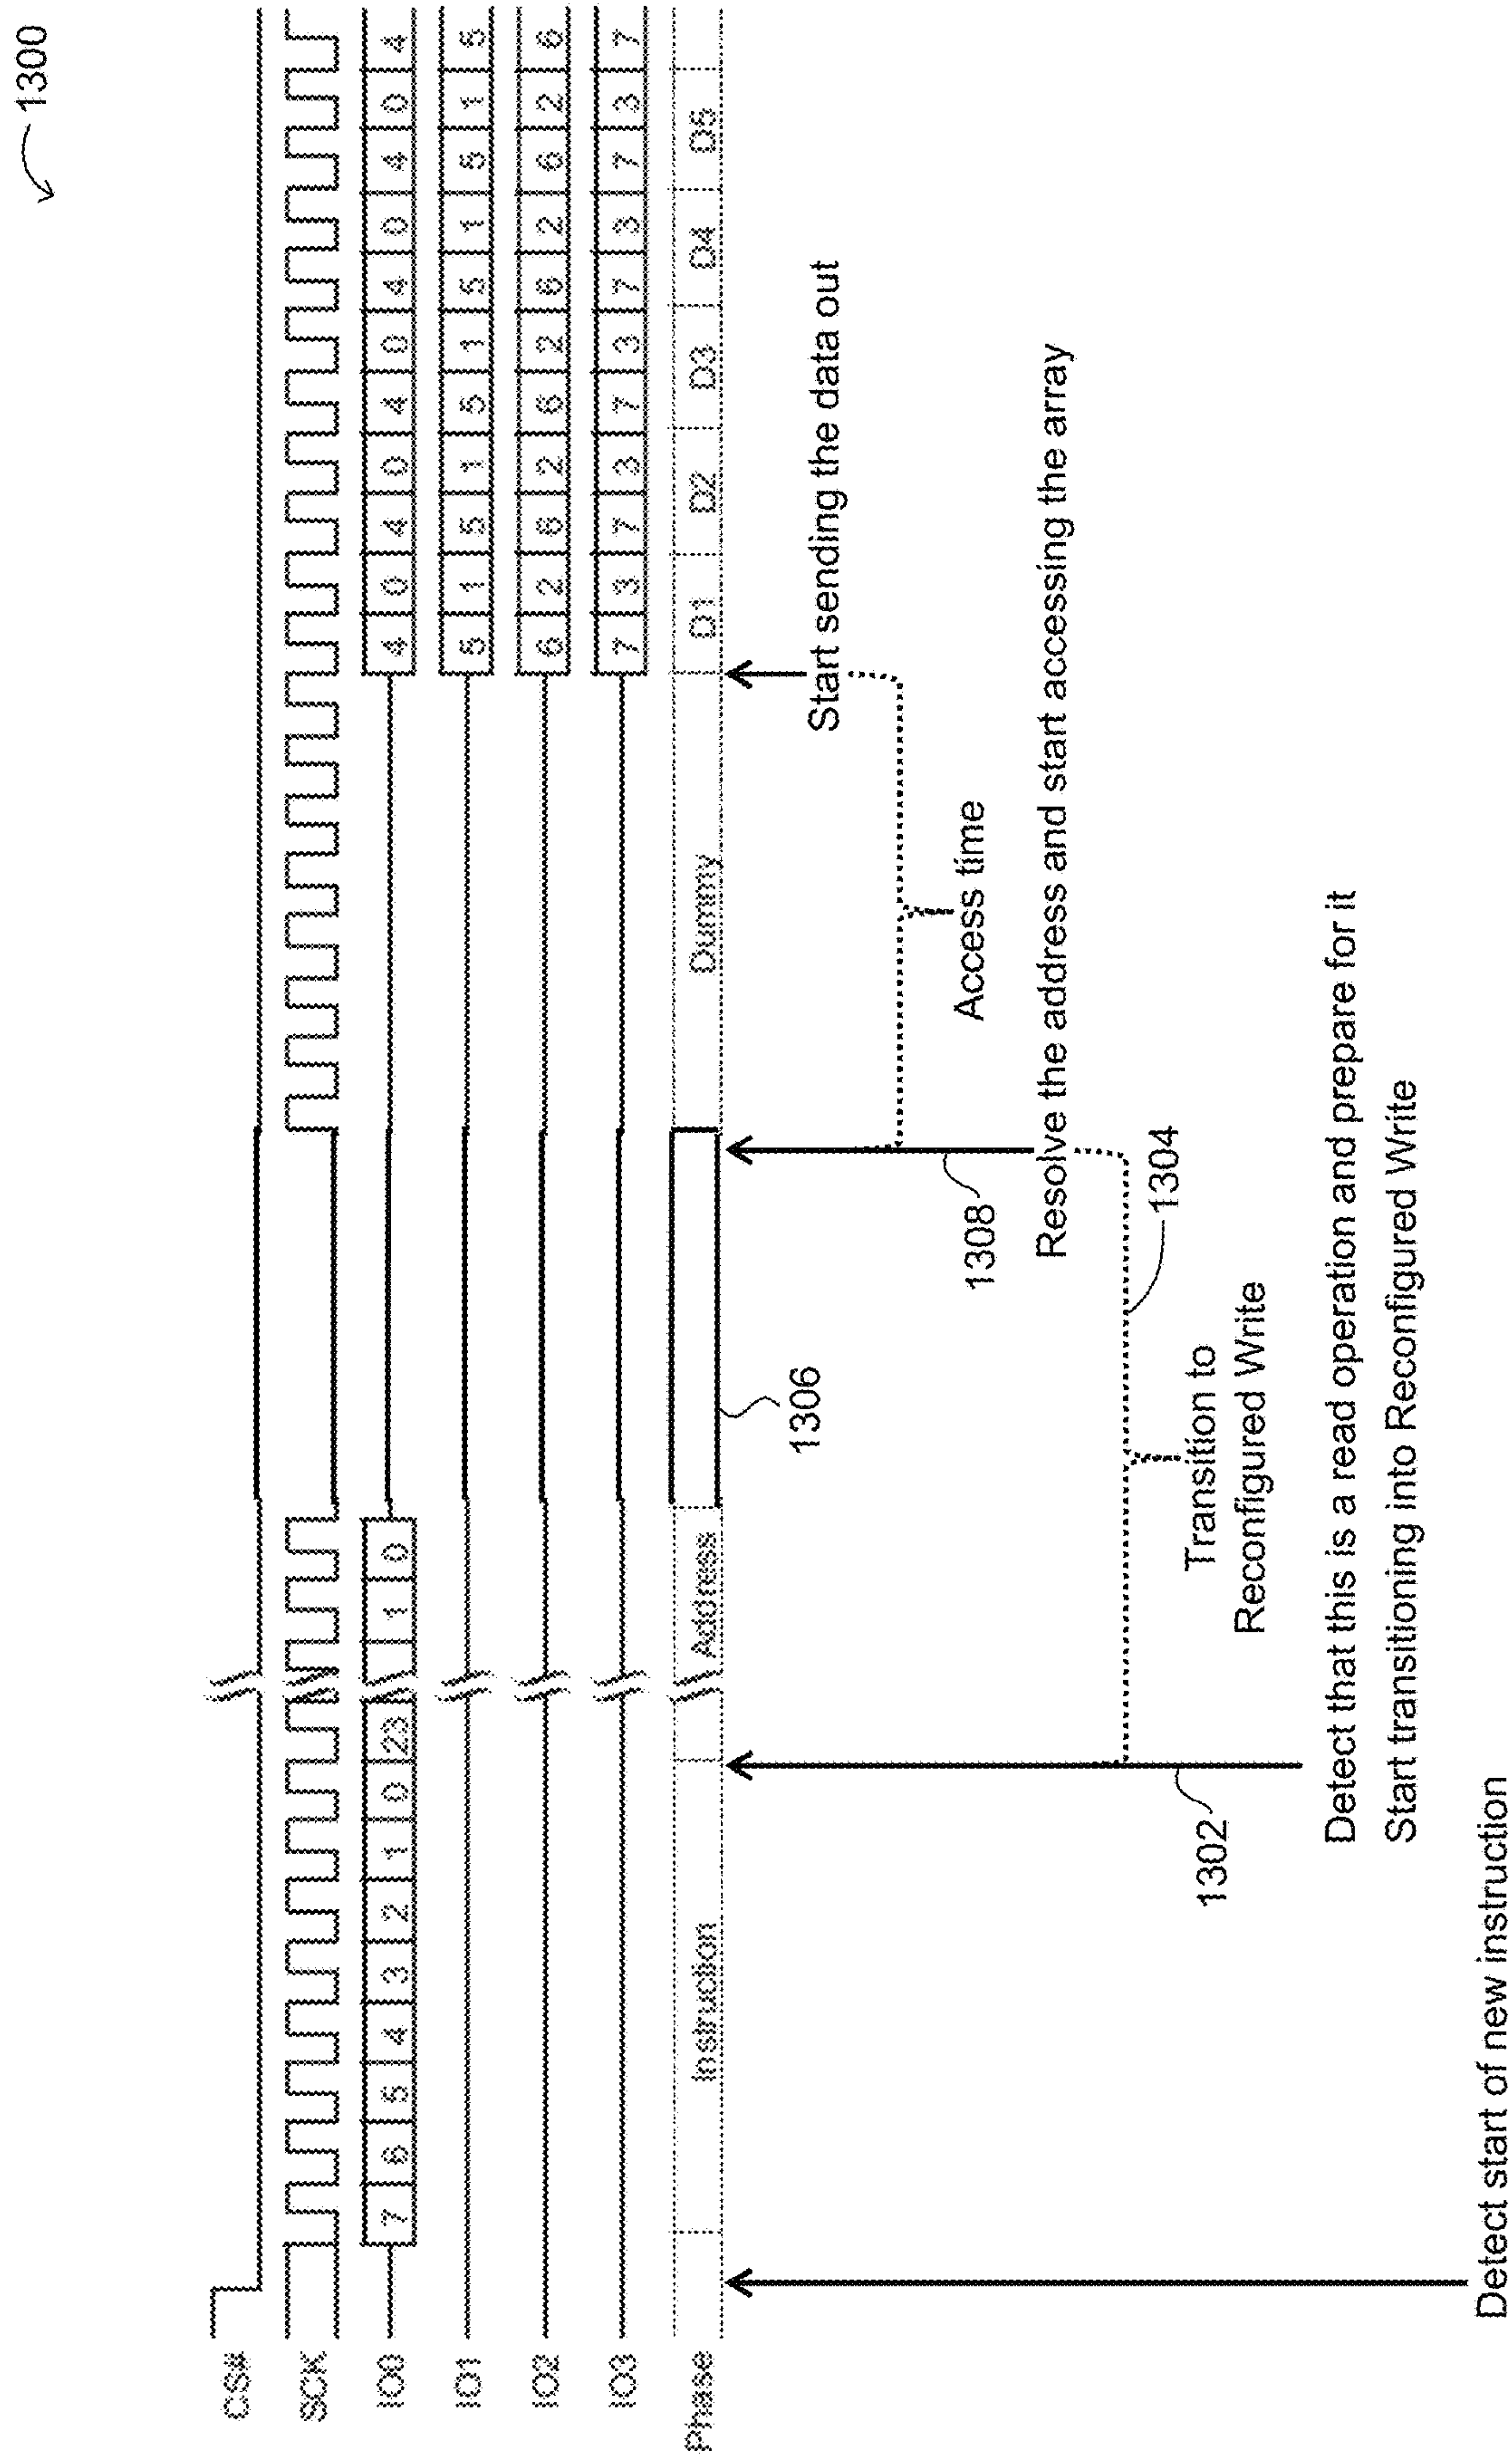 1300
CS#
SCK
IO0 7 6 5 4 3 2 1 0 23 1 0 4 0 4 0 4 0 4 0 4 0 4
IO1 5 1 5 1 5 1 5 1 5 1 5
IO2 6 2 6 2 6 2 6 2 6 2 6
IO3 7 3 7 3 7 3 7 3 7 3 7
Phase Instruction Address Dummy D1 D2 D3 D4 D5
1306
Start sending the data out
Access time
1308
Resolve the address and start accessing the array
1304
Transition to
Reconfigured Write
1302
Detect that this is a read operation and prepare for it
Start transitioning into Reconfigured Write
Detect start of new instruction